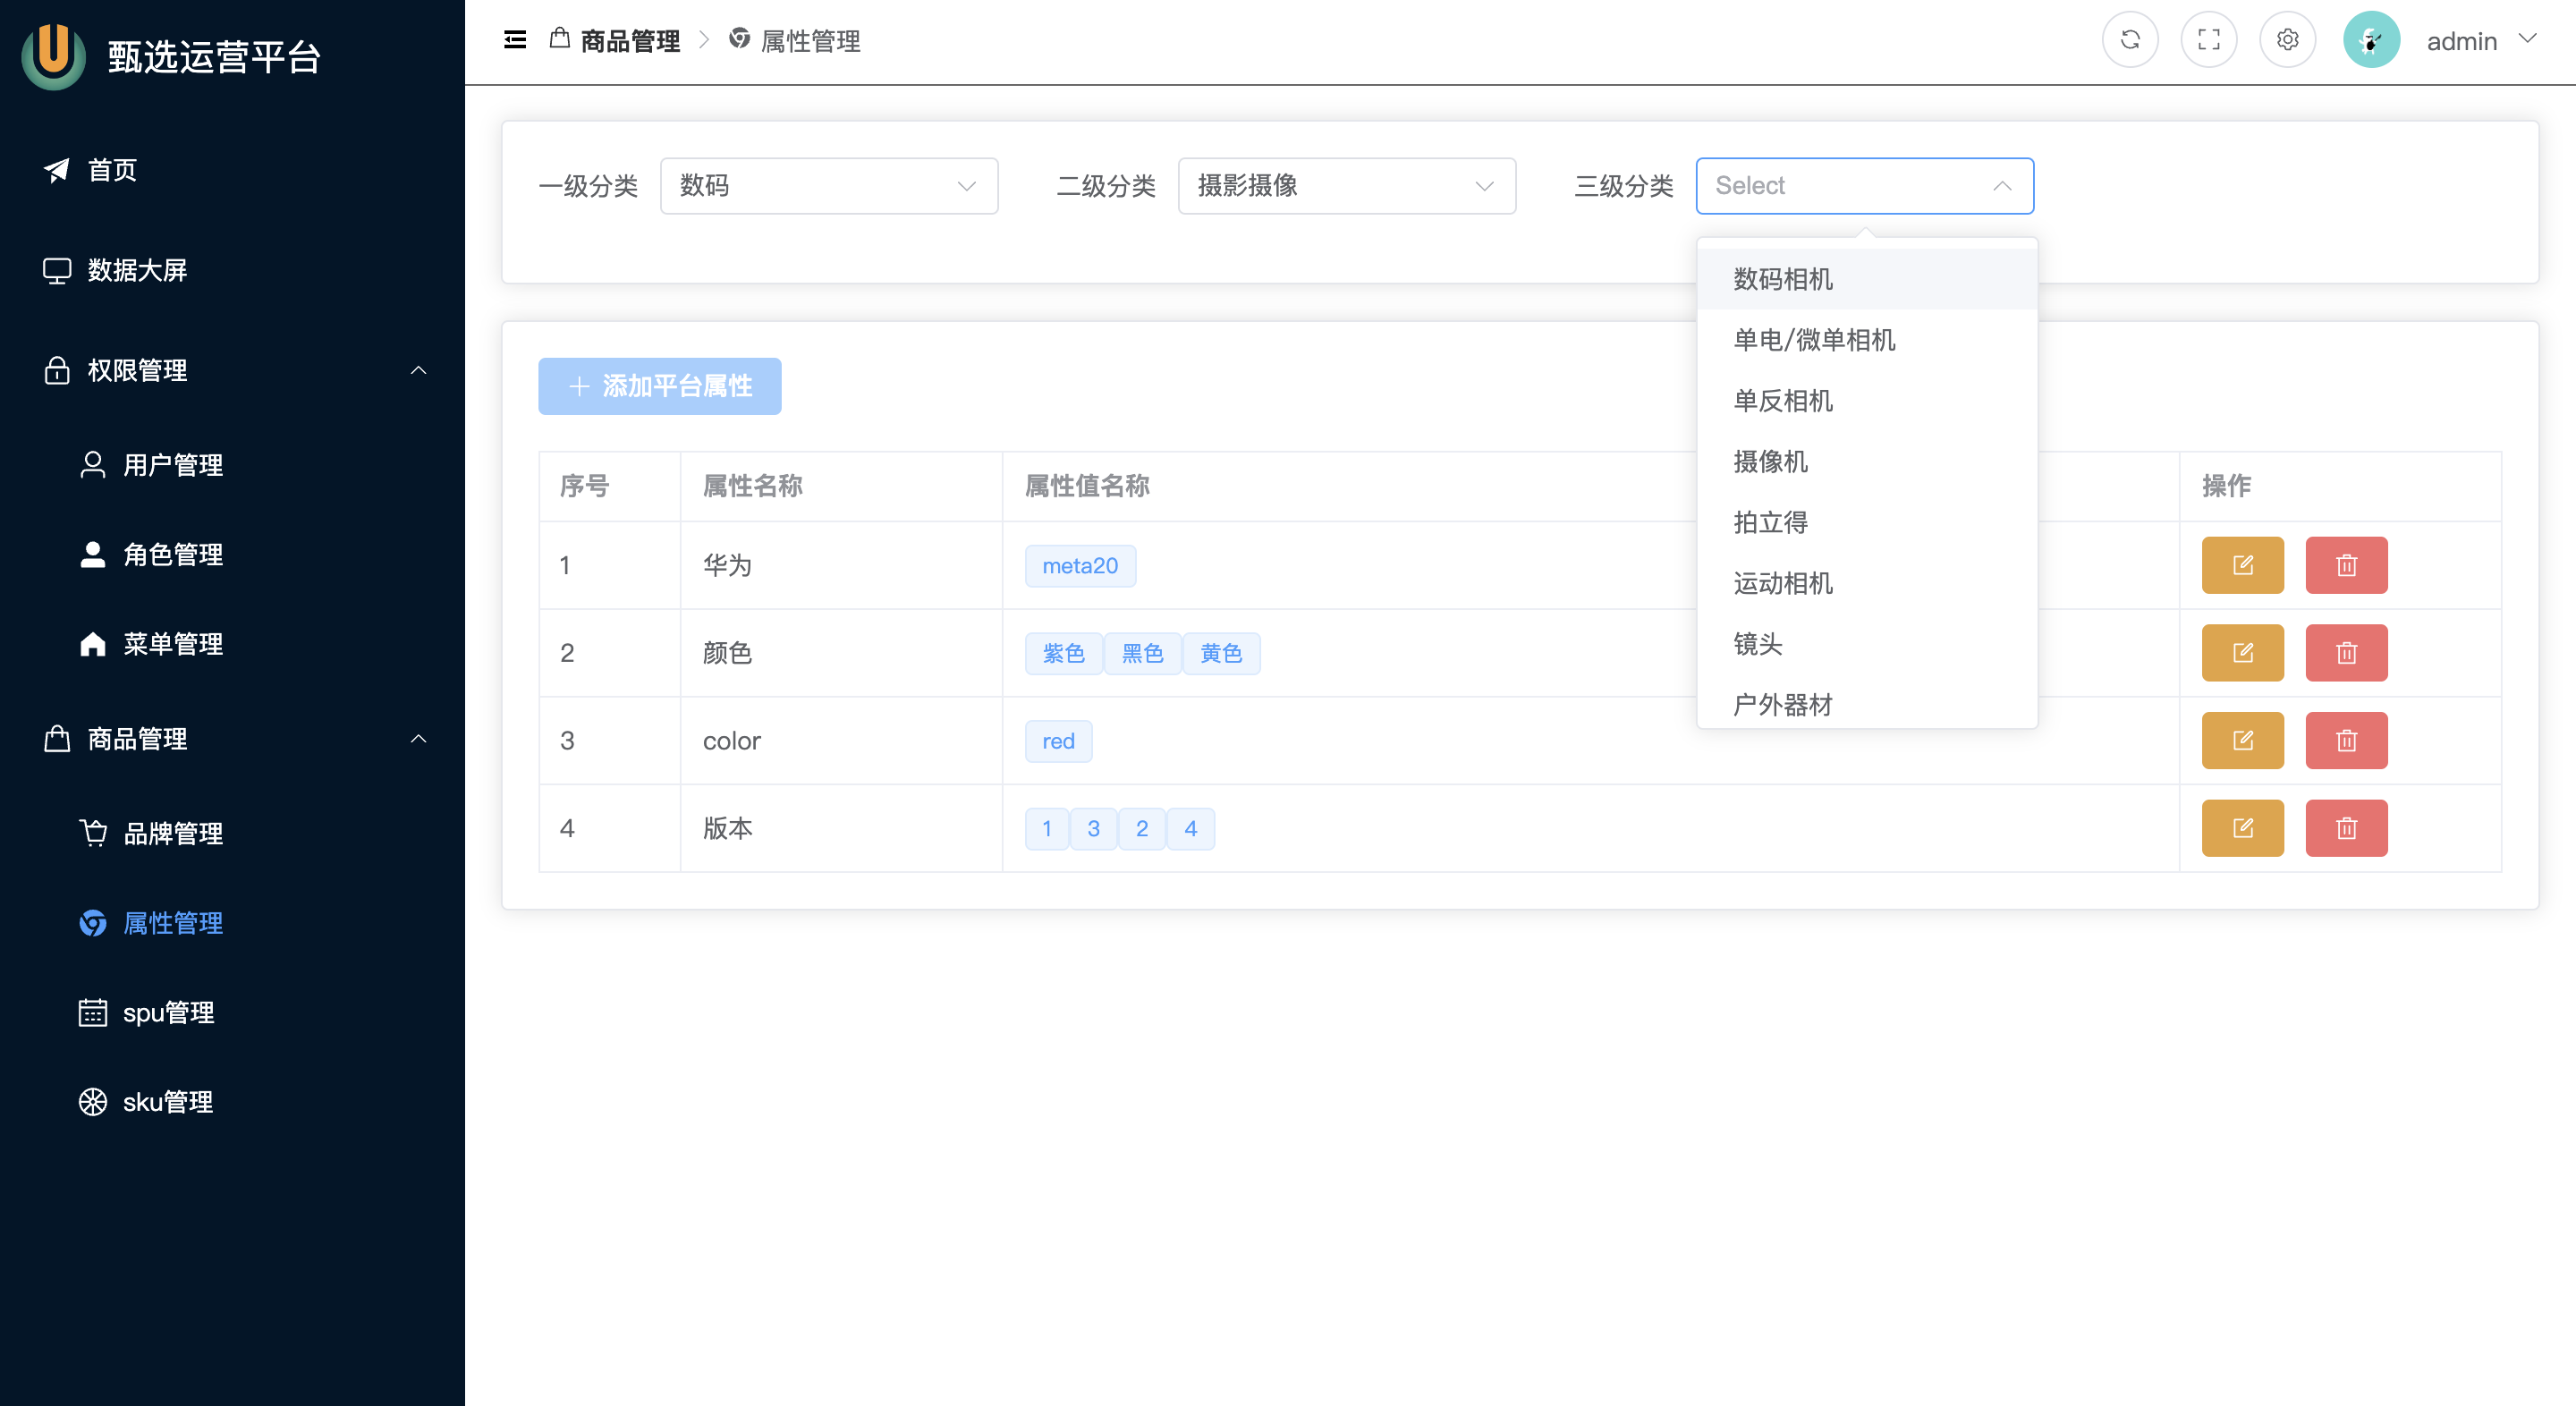 甄选运营平台
首页
数据大屏
权限管理
用户管理
角色管理
菜单管理
商品管理
品牌管理
属性管理
spu管理
sku管理
商品管理 属性管理
admin
一级分类 数码 二级分类 摄影摄像 三级分类 Select
数码相机
单电/微单相机
单反相机
摄像机
拍立得
运动相机
镜头
户外器材
添加平台属性
序号 属性名称 属性值名称 操作
1 华为 meta20
2 颜色 紫色 黑色 黄色
3 color red
4 版本 1 3 2 4